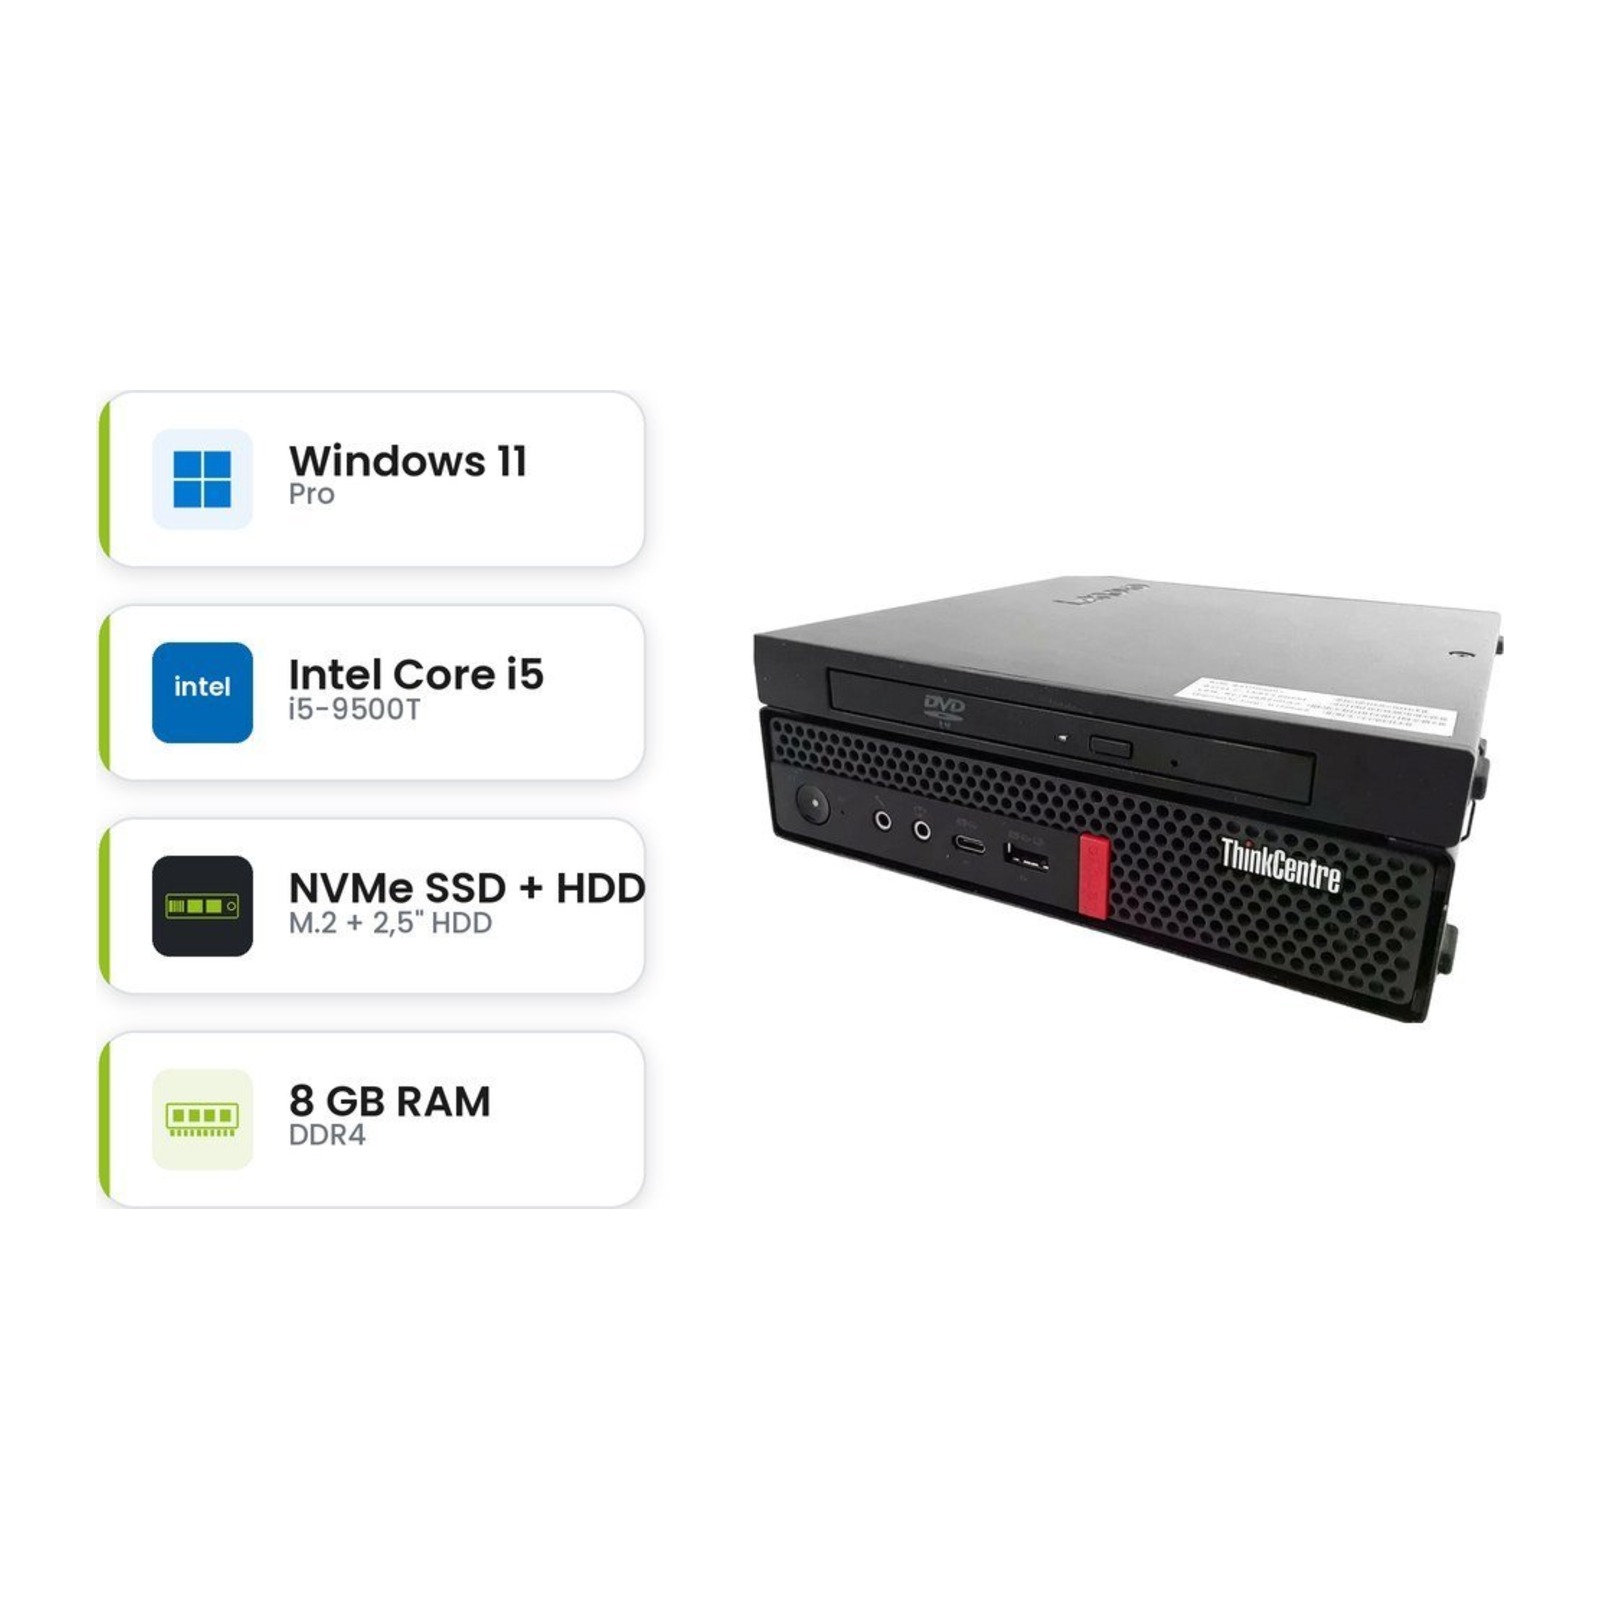 Windows 11
Pro
intel
Intel Core i5
i5-9500T
NVMe SSD + HDD
M.2 + 2,5" HDD
8 GB RAM
DDR4
Lenovo
DVD
ThinkCentre